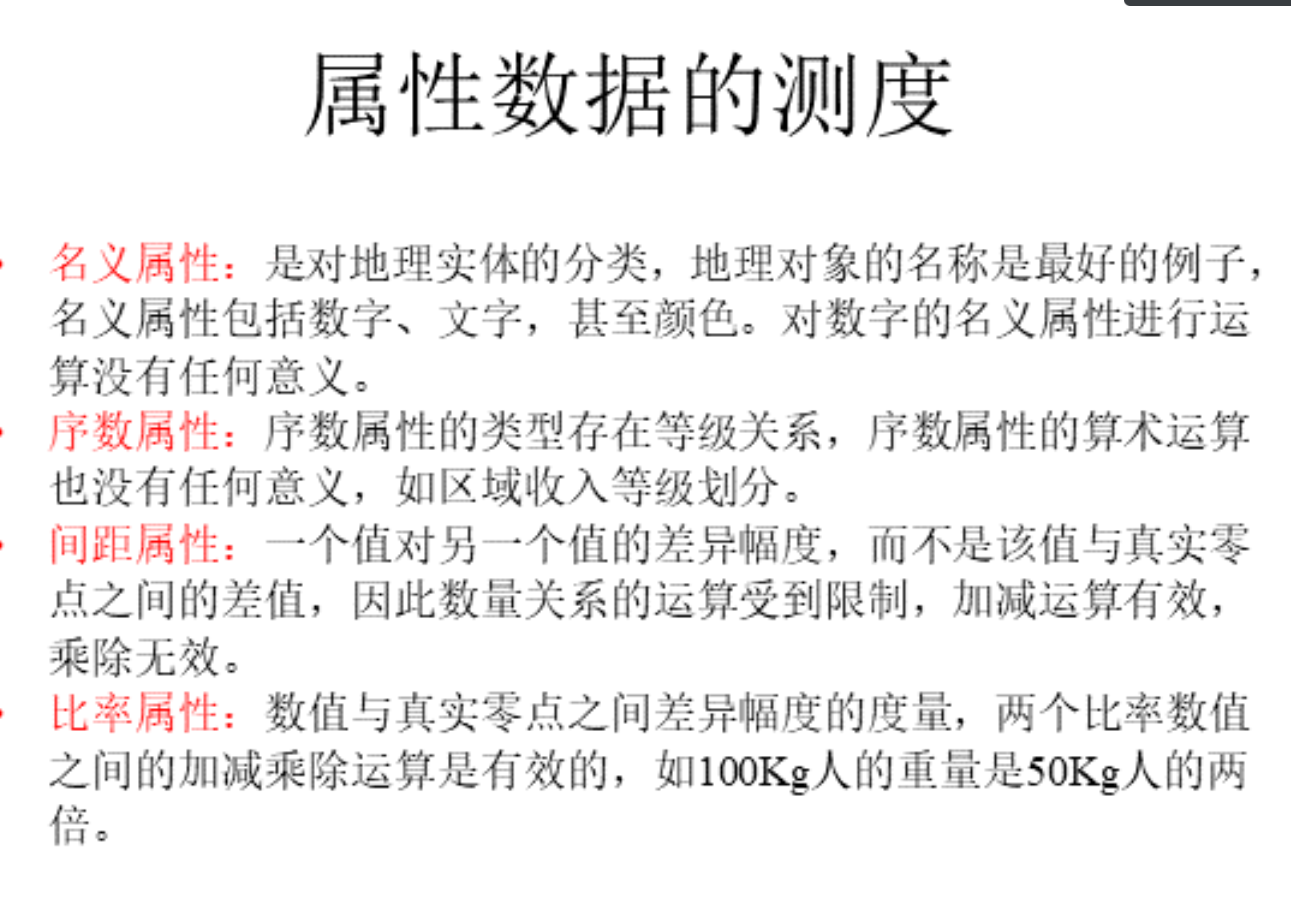 属性数据的测度
• 名义属性：是对地理实体的分类，地理对象的名称是最好的例子，
名义属性包括数字、文字，甚至颜色。对数字的名义属性进行运
算没有任何意义。
• 序数属性：序数属性的类型存在等级关系，序数属性的算术运算
也没有任何意义，如区域收入等级划分。
• 间距属性：一个值对另一个值的差异幅度，而不是该值与真实零
点之间的差值，因此数量关系的运算受到限制，加减运算有效，
乘除无效。
• 比率属性：数值与真实零点之间差异幅度的度量，两个比率数值
之间的加减乘除运算是有效的，如100Kg人的重量是50Kg人的两
倍。